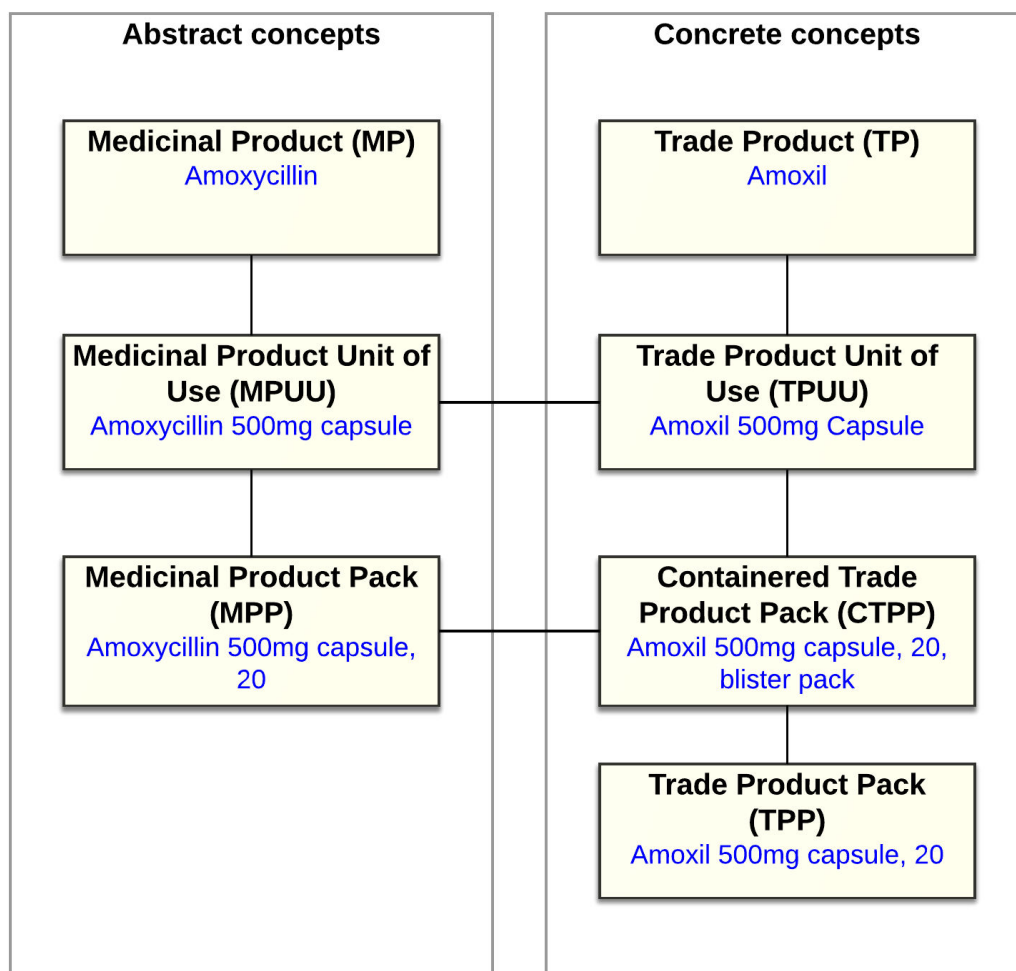 Abstract concepts
Medicinal Product (MP)
Amoxycillin
Medicinal Product Unit of
Use (MPUU)
Amoxycillin 500mg capsule
Medicinal Product Pack
(MPP)
Amoxycillin 500mg capsule,
20
Concrete concepts
Trade Product (TP)
Amoxil
Trade Product Unit of
Use (TPUU)
Amoxil 500mg Capsule
Containered Trade
Product Pack (CTPP)
Amoxil 500mg capsule, 20,
blister pack
Trade Product Pack
(TPP)
Amoxil 500mg capsule, 20